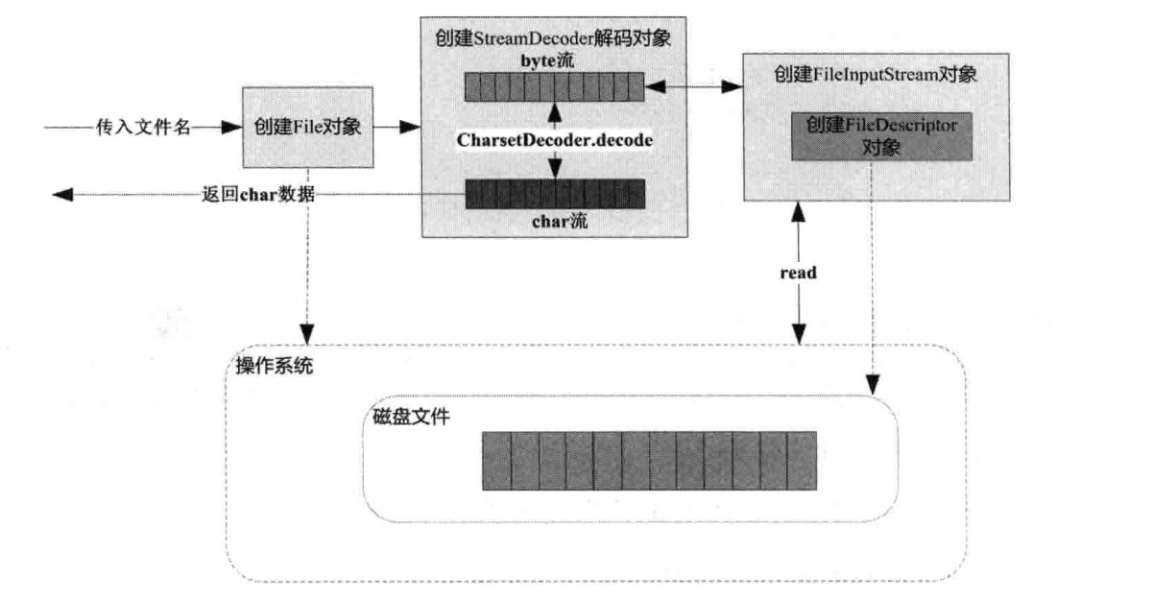 创建StreamDecoder解码对象
byte流
创建FileInputStream对象
传入文件名
创建File对象
创建FileDescriptor
对象
CharsetDecoder.decode
返回char数据
char流
read
操作系统
磁盘文件